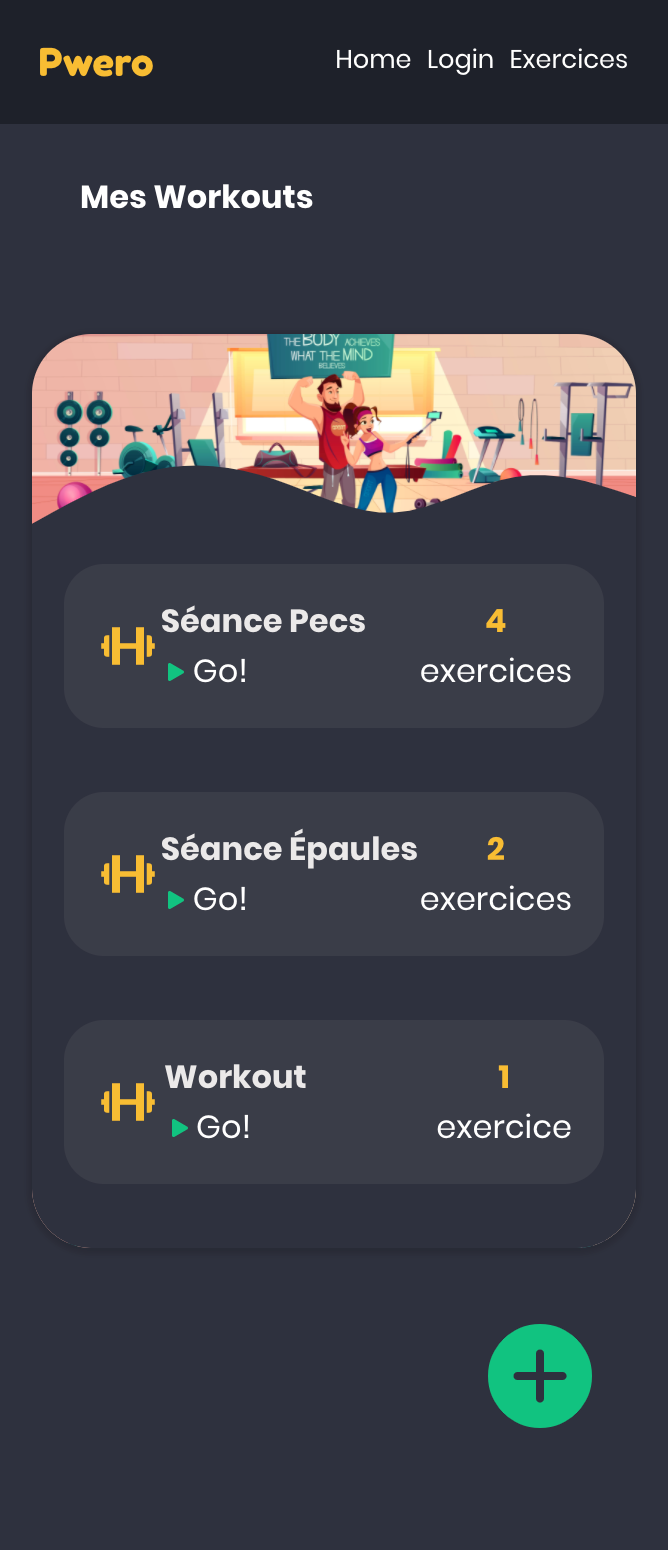 Pwero
Home Login Exercices
Mes Workouts
THE BODY ACHIEVES
WHAT THE MIND
BELIEVES
Séance Pecs
Go!
4
exercices
Séance Épaules
Go!
2
exercices
Workout
Go!
1
exercice